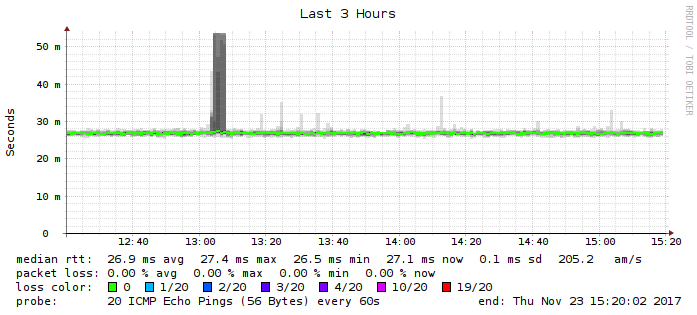 Last 3 Hours
RRDTOOL / TOBI OETIKER
Seconds
50 m
40 m
30 m
20 m
10 m
0
12:40 13:00 13:20 13:40 14:00 14:20 14:40 15:00 15:20
median rtt: 26.9 ms avg 27.4 ms max 26.5 ms min 27.1 ms now 0.1 ms sd 205.2 am/s
packet loss: 0.00 % avg 0.00 % max 0.00 % min 0.00 % now
loss color: 0 1/20 2/20 3/20 4/20 10/20 19/20
probe: 20 ICMP Echo Pings (56 Bytes) every 60s end: Thu Nov 23 15:20:02 2017